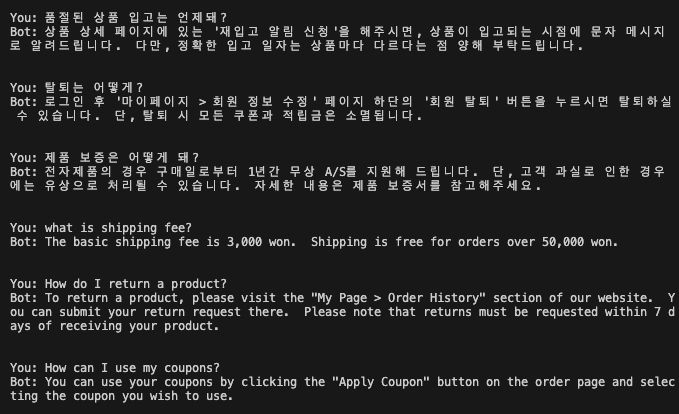 You: 품절된 상품 입고는 언제돼?
Bot: 상품 상세 페이지에 있는 '재입고 알림 신청'을 해주시면, 상품이 입고되는 시점에 문자 메시지
로 알려드립니다. 다만, 정확한 입고 일자는 상품마다 다르다는 점 양해 부탁드립니다.
You: 탈퇴는 어떻게?
Bot: 로그인 후 '마이페이지 > 회원 정보 수정' 페이지 하단의 '회원 탈퇴' 버튼을 누르시면 탈퇴하실
수 있습니다. 단, 탈퇴 시 모든 쿠폰과 적립금은 소멸됩니다.
You: 제품 보증은 어떻게 돼?
Bot: 전자제품의 경우 구매일로부터 1년간 무상 A/S를 지원해 드립니다. 단, 고객 과실로 인한 경우
에는 유상으로 처리될 수 있습니다. 자세한 내용은 제품 보증서를 참고해주세요.
You: what is shipping fee?
Bot: The basic shipping fee is 3,000 won.  Shipping is free for orders over 50,000 won.
You: How do I return a product?
Bot: To return a product, please visit the "My Page > Order History" section of our website.  Y
ou can submit your return request there.  Please note that returns must be requested within 7 d
ays of receiving your product.
You: How can I use my coupons?
Bot: You can use your coupons by clicking the "Apply Coupon" button on the order page and selec
ting the coupon you wish to use.